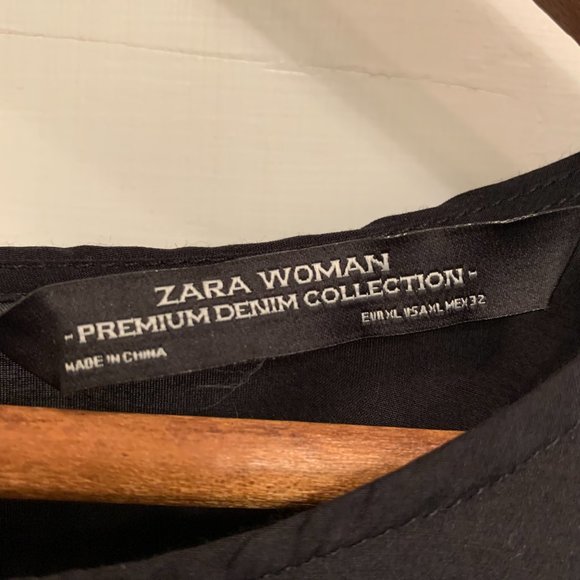 ZARA WOMAN
- PREMIUM DENIM COLLECTION -
MADE IN CHINA
EUR XL USA XL MEX 32